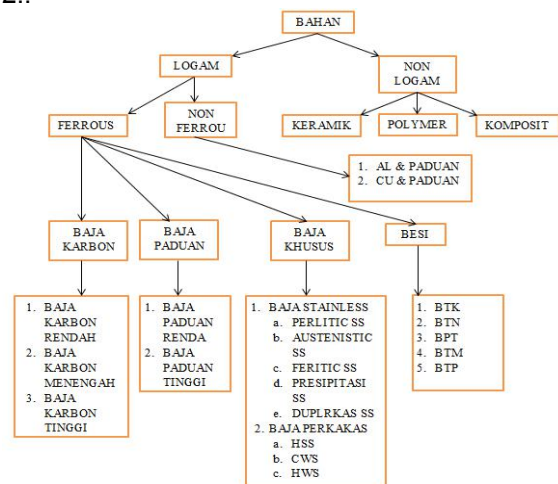 2..
BAHAN
LOGAM
NON
LOGAM
FERROUS
NON
FERROU
KERAMIK
POLYMER
KOMPOSIT
1. AL & PADUAN
2. CU & PADUAN
BAJA
KARBON
BAJA
PADUAN
BAJA
KHUSUS
BESI
1. BAJA
KARBON
RENDAH
2. BAJA
KARBON
MENENGAH
3. BAJA
KARBON
TINGGI
1. BAJA
PADUAN
RENDA
2. BAJA
PADUAN
TINGGI
1. BAJA STAINLESS
a. PERLITIC SS
b. AUSTENISTIC
SS
c. FERITIC SS
d. PRESIPITASI
SS
e. DUPLRKAS SS
2. BAJA PERKAKAS
a. HSS
b. CWS
c. HWS
1. BTK
2. BTN
3. BPT
4. BTM
5. BTP